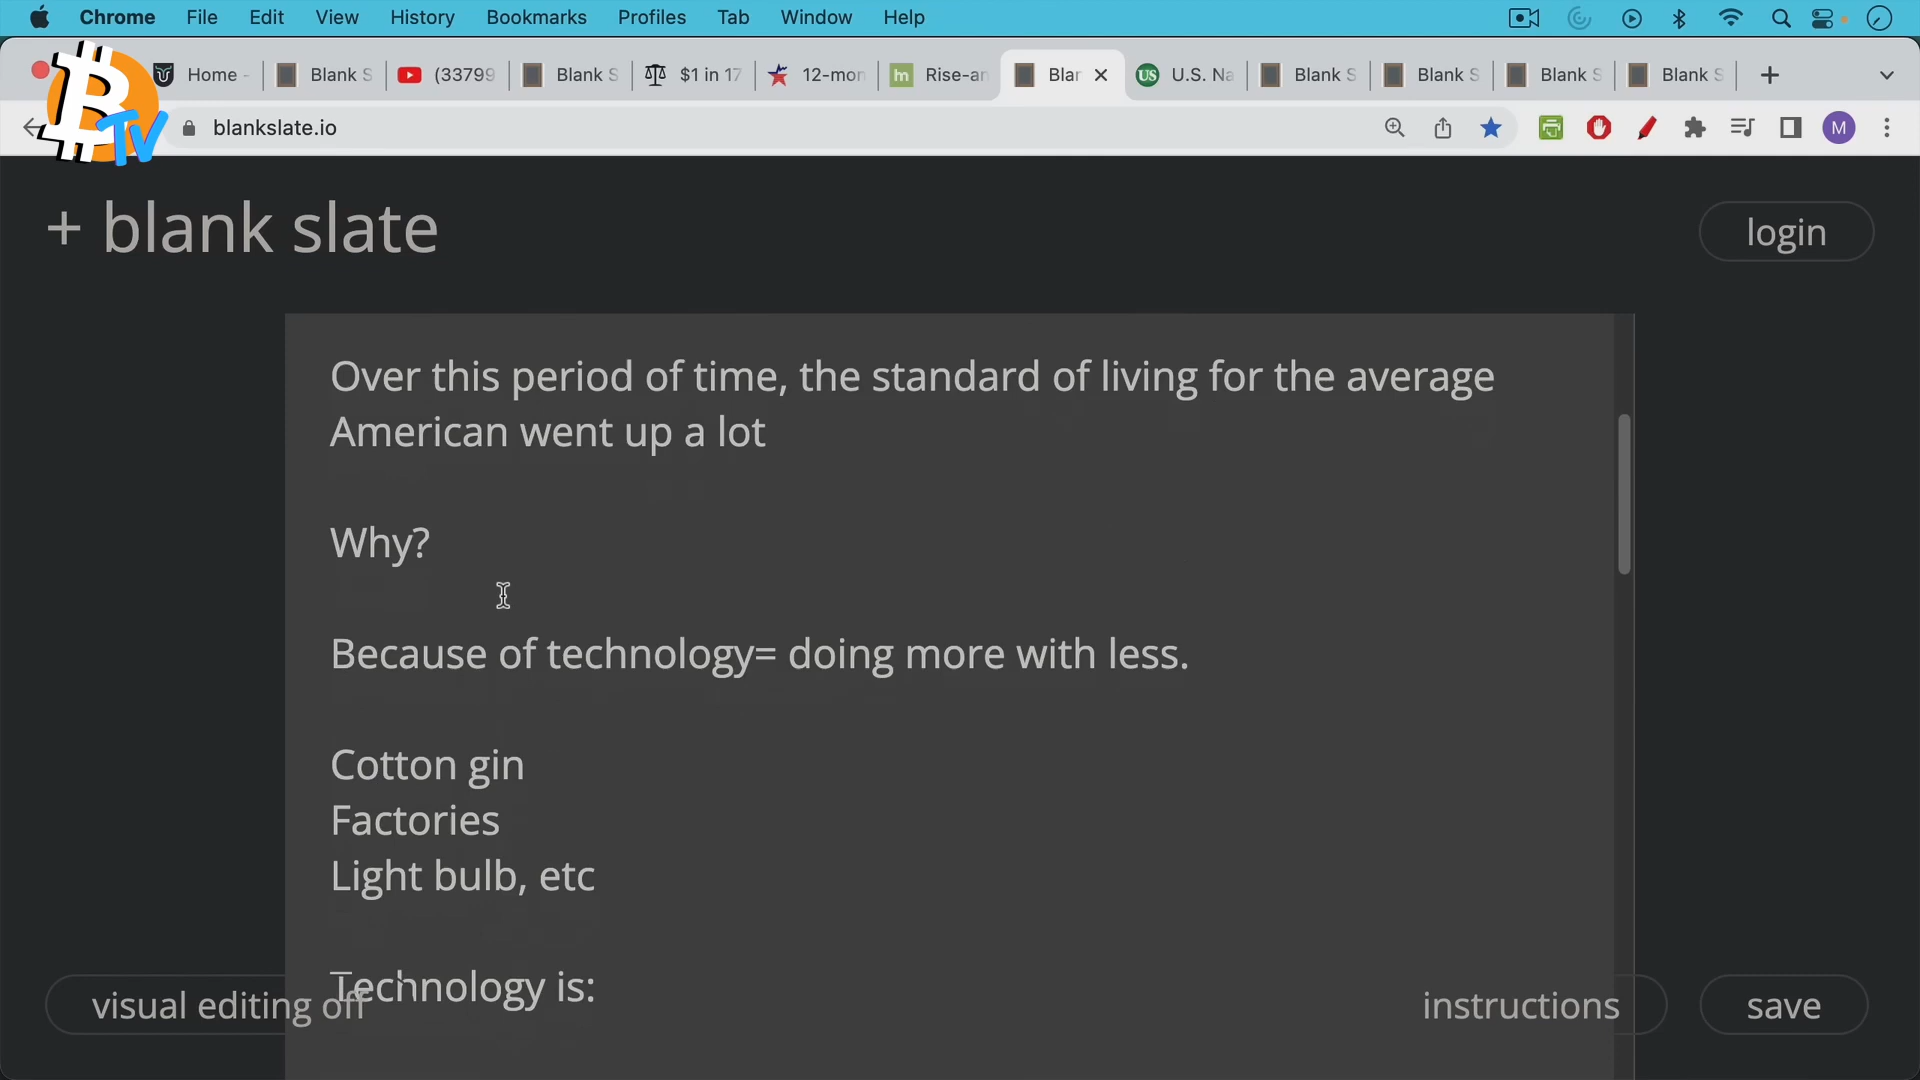 Chrome File Edit View History Bookmarks Profiles Tab Window Help
Home - Blank S (33799 Blank S $1 in 17 12-mon Rise-an Blan U.S. Na Blank S Blank S Blank S Blank S
blankslate.io
B TV
M
+ blank slate
login
Over this period of time, the standard of living for the average
American went up a lot
Why?
Because of technology= doing more with less.
Cotton gin
Factories
Light bulb, etc
Technology is:
visual editing off
instructions
save